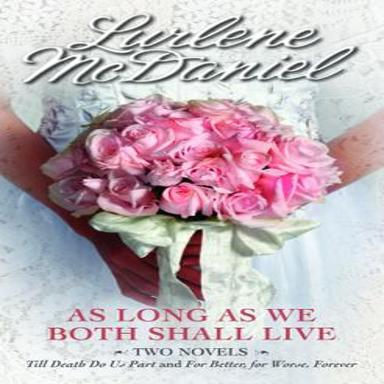 Lurlene
McDaniel
AS LONG AS WE
BOTH SHALL LIVE
TWO NOVELS
Till Death Do Us Part and For Better, for Worse, Forever